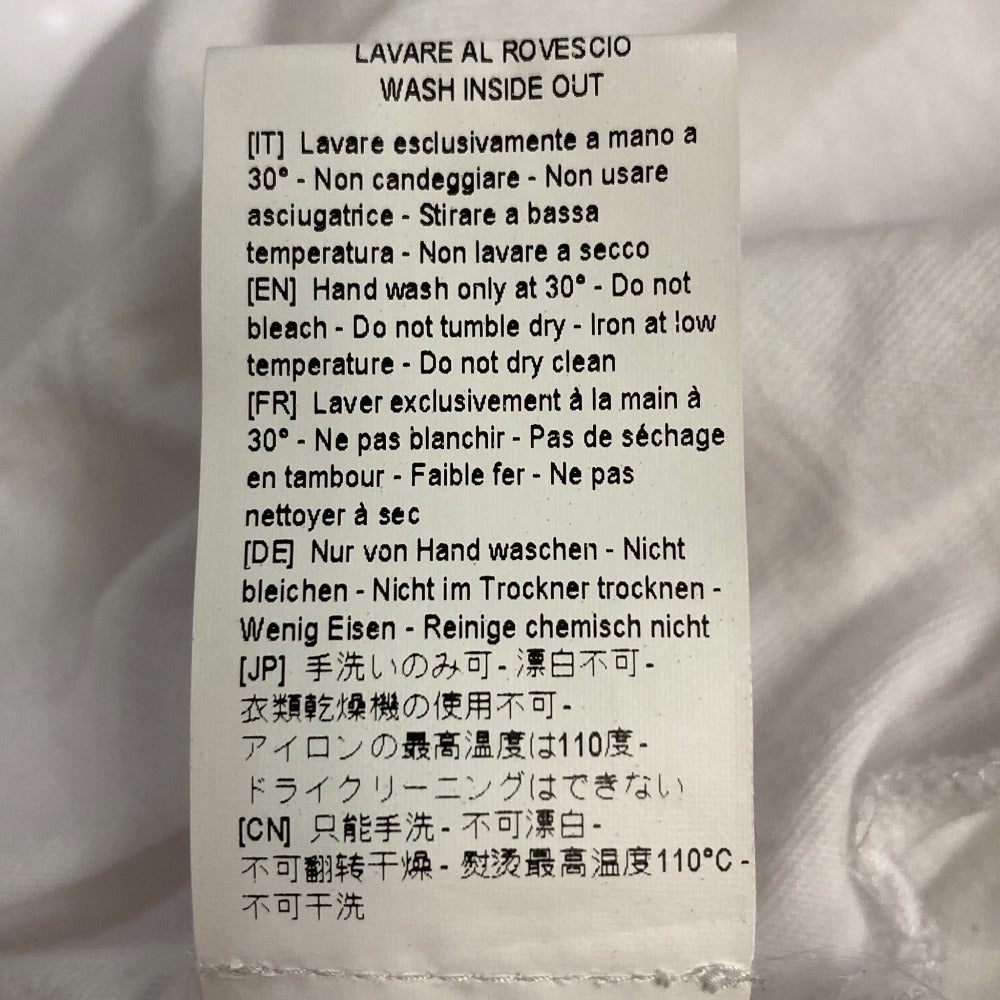 LAVARE AL ROVESCIO
WASH INSIDE OUT
[IT] Lavare esclusivamente a mano a
30° - Non candeggiare - Non usare
asciugatrice - Stirare a bassa
temperatura - Non lavare a secco
[EN] Hand wash only at 30° - Do not
bleach - Do not tumble dry - Iron at low
temperature - Do not dry clean
[FR] Laver exclusivement à la main à
30° - Ne pas blanchir - Pas de séchage
en tambour - Faible fer - Ne pas
nettoyer à sec
[DE] Nur von Hand waschen - Nicht
bleichen - Nicht im Trockner trocknen -
Wenig Eisen - Reinige chemisch nicht
[JP] 手洗いのみ可 - 漂白不可 -
衣類乾燥機の使用不可 -
アイロンの最高温度は110度 -
ドライクリーニングはできない
[CN] 只能手洗 - 不可漂白 -
不可翻转干燥 - 熨烫最高温度110°C -
不可干洗